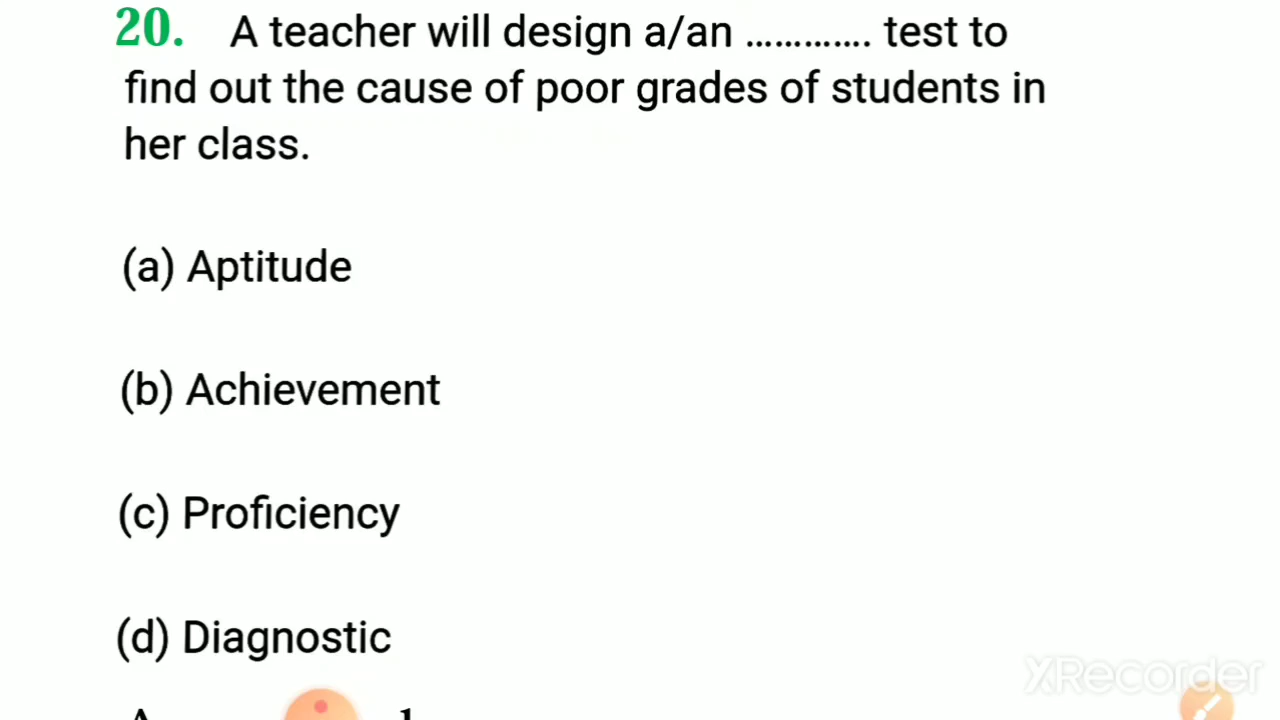 20. A teacher will design a/an ............. test to
find out the cause of poor grades of students in
her class.
(a) Aptitude
(b) Achievement
(c) Proficiency
(d) Diagnostic
XRecorder